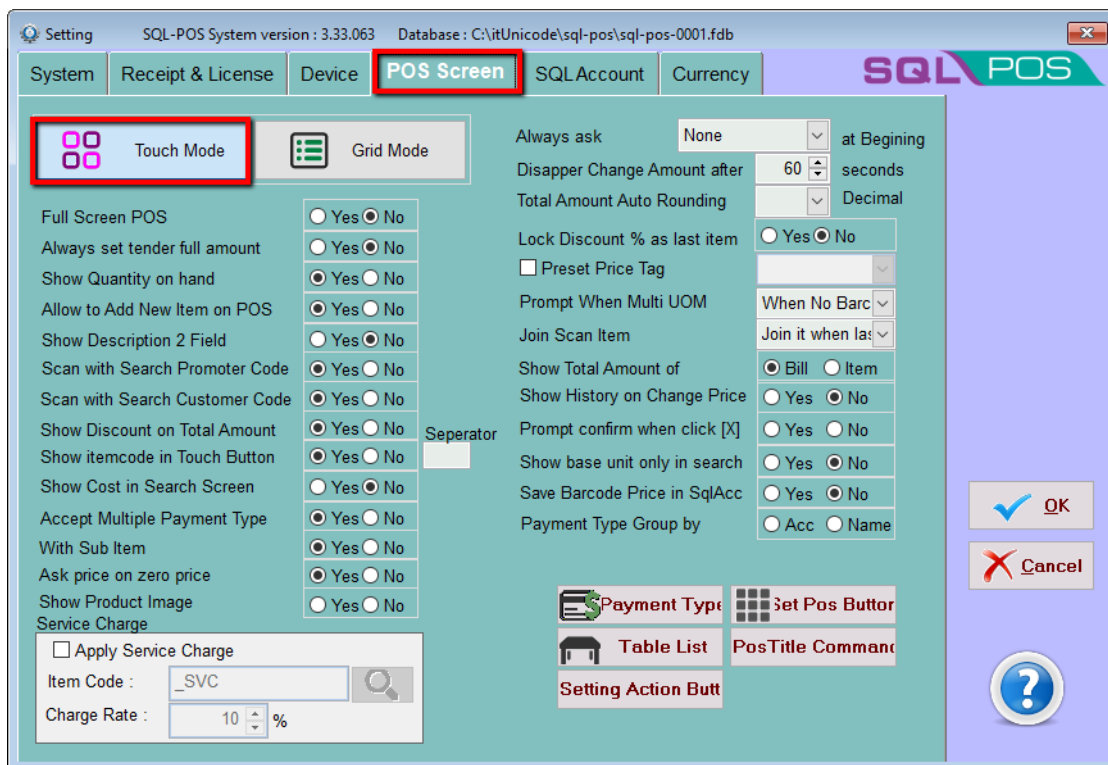 Setting SQL-POS System version : 3.33.063 Database : C:\itUnicode\sql-pos\sql-pos-0001.fdb
System Receipt & License Device POS Screen SQLAccount Currency
SQL POS
Touch Mode Grid Mode
Full Screen POS Yes No
Always set tender full amount Yes No
Show Quantity on hand Yes No
Allow to Add New Item on POS Yes No
Show Description 2 Field Yes No
Scan with Search Promoter Code Yes No
Scan with Search Customer Code Yes No
Show Discount on Total Amount Yes No
Seperator
Show itemcode in Touch Button Yes No
Show Cost in Search Screen Yes No
Accept Multiple Payment Type Yes No
With Sub Item Yes No
Ask price on zero price Yes No
Show Product Image Yes No
Service Charge
Apply Service Charge
Item Code : _SVC
Charge Rate : 10 %
Always ask None at Begining
Disapper Change Amount after 60 seconds
Total Amount Auto Rounding Decimal
Lock Discount % as last item Yes No
Preset Price Tag
Prompt When Multi UOM When No Barc
Join Scan Item Join it when las
Show Total Amount of Bill Item
Show History on Change Price Yes No
Prompt confirm when click [X] Yes No
Show base unit only in search Yes No
Save Barcode Price in SqlAcc Yes No
Payment Type Group by Acc Name
Payment Type Set Pos Button
Table List PosTitle Command
Setting Action Butt
OK
Cancel
?